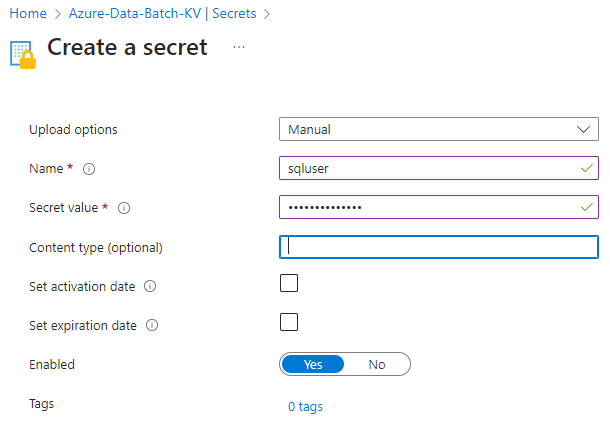 Home > Azure-Data-Batch-KV | Secrets >
Create a secret ...
Upload options Manual
Name * sqluser
Secret value * ••••••••••••••
Content type (optional)
Set activation date
Set expiration date
Enabled Yes No
Tags 0 tags